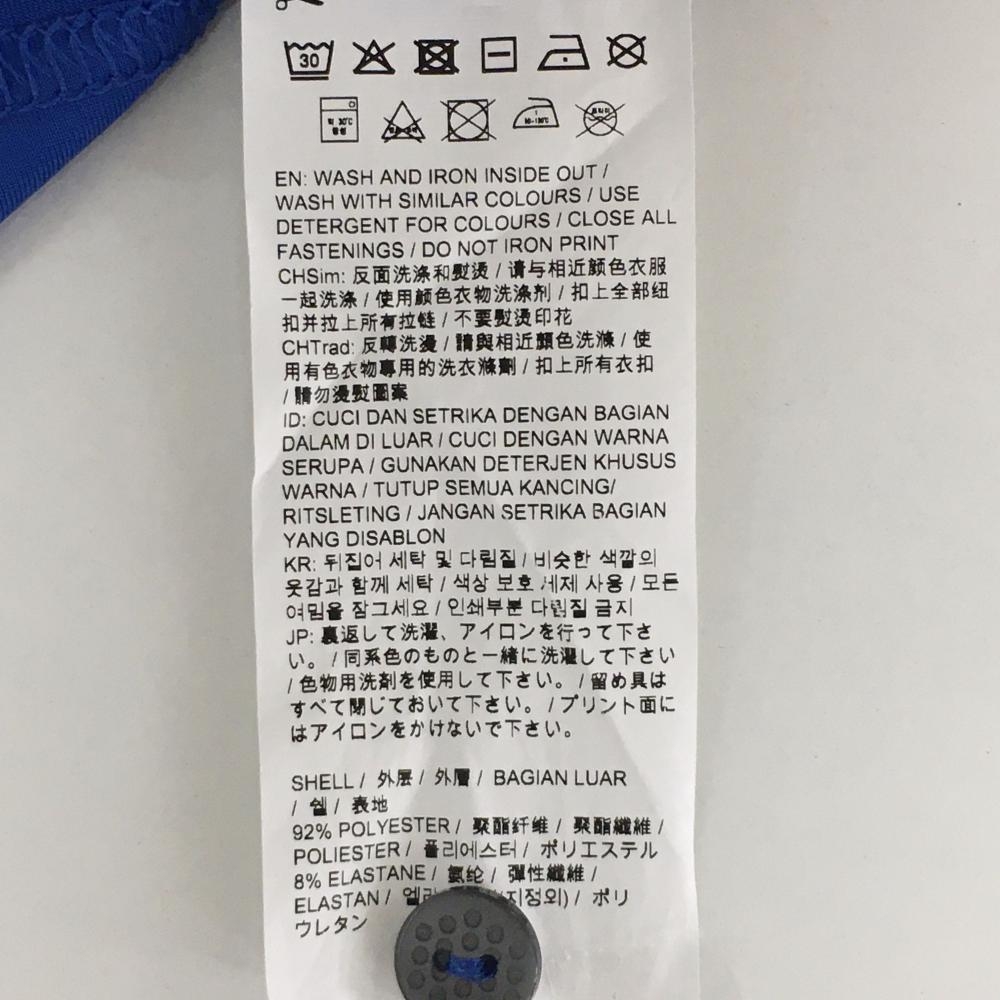 30
약 30℃
중성
80-120℃
드라이
EN: WASH AND IRON INSIDE OUT /
WASH WITH SIMILAR COLOURS / USE
DETERGENT FOR COLOURS / CLOSE ALL
FASTENINGS / DO NOT IRON PRINT
CHSim: 反面洗涤和熨烫 / 请与相近颜色衣服
一起洗涤 / 使用颜色衣物洗涤剂 / 扣上全部纽
扣并拉上所有拉链 / 不要熨烫印花
CHTrad: 反轉洗燙 / 請與相近顏色洗滌 / 使
用有色衣物專用的洗衣滌劑 / 扣上所有衣扣
/ 請勿燙熨圖案
ID: CUCI DAN SETRIKA DENGAN BAGIAN
DALAM DI LUAR / CUCI DENGAN WARNA
SERUPA / GUNAKAN DETERJEN KHUSUS
WARNA / TUTUP SEMUA KANCING/
RITSLETING / JANGAN SETRIKA BAGIAN
YANG DISABLON
KR: 뒤집어 세탁 및 다림질 / 비슷한 색깔의
옷감과 함께 세탁 / 색상 보호 세제 사용 / 모든
여밈을 잠그세요 / 인쇄부분 다림질 금지
JP: 裏返して洗濯、アイロンを行って下さ
い。 / 同系色のものと一緒に洗濯して下さい
/ 色物用洗剤を使用して下さい。 / 留め具は
すべて閉じておいて下さい。 / プリント面に
はアイロンをかけないで下さい。
SHELL / 外层 / 外層 / BAGIAN LUAR
/ 쉘 / 表地
92% POLYESTER / 聚酯纤维 / 聚酯纖維 /
POLIESTER / 폴리에스터 / ポリエステル
8% ELASTANE / 氨纶 / 彈性纖維 /
ELASTAN / 지정외) / ポリ
ウレタン